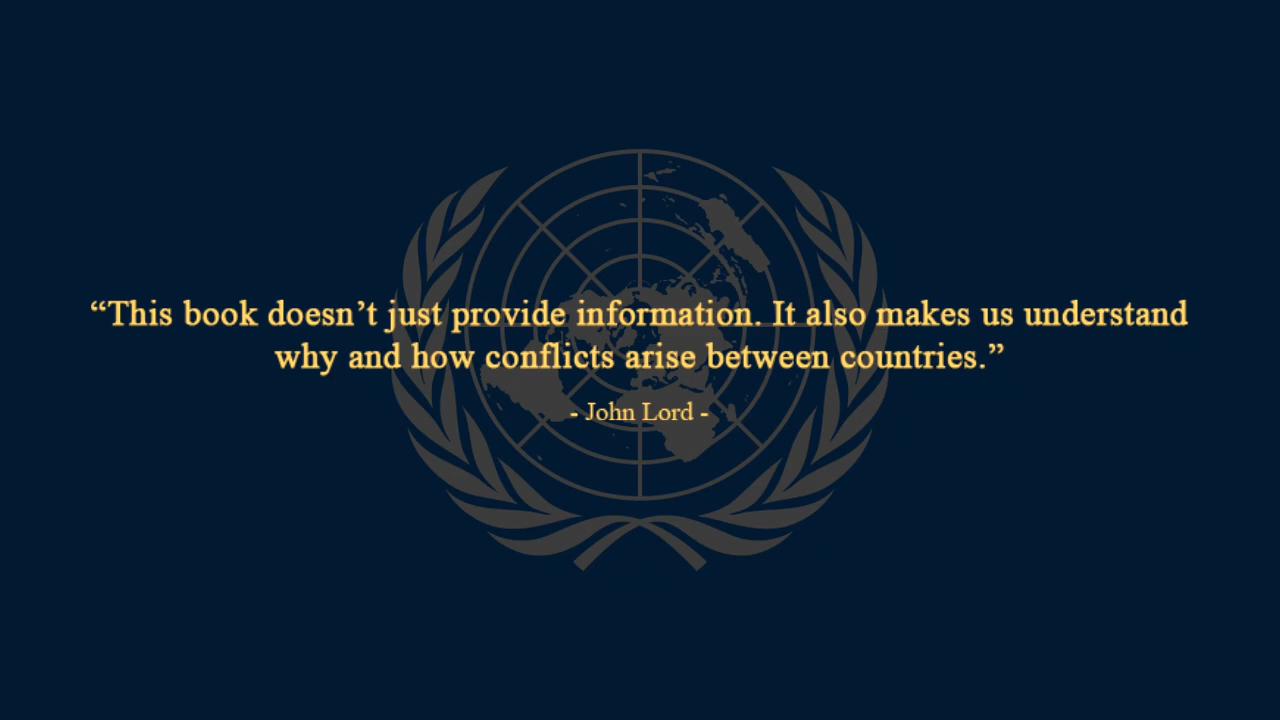 “This book doesn’t just provide information. It also makes us understand
why and how conflicts arise between countries.”
- John Lord -